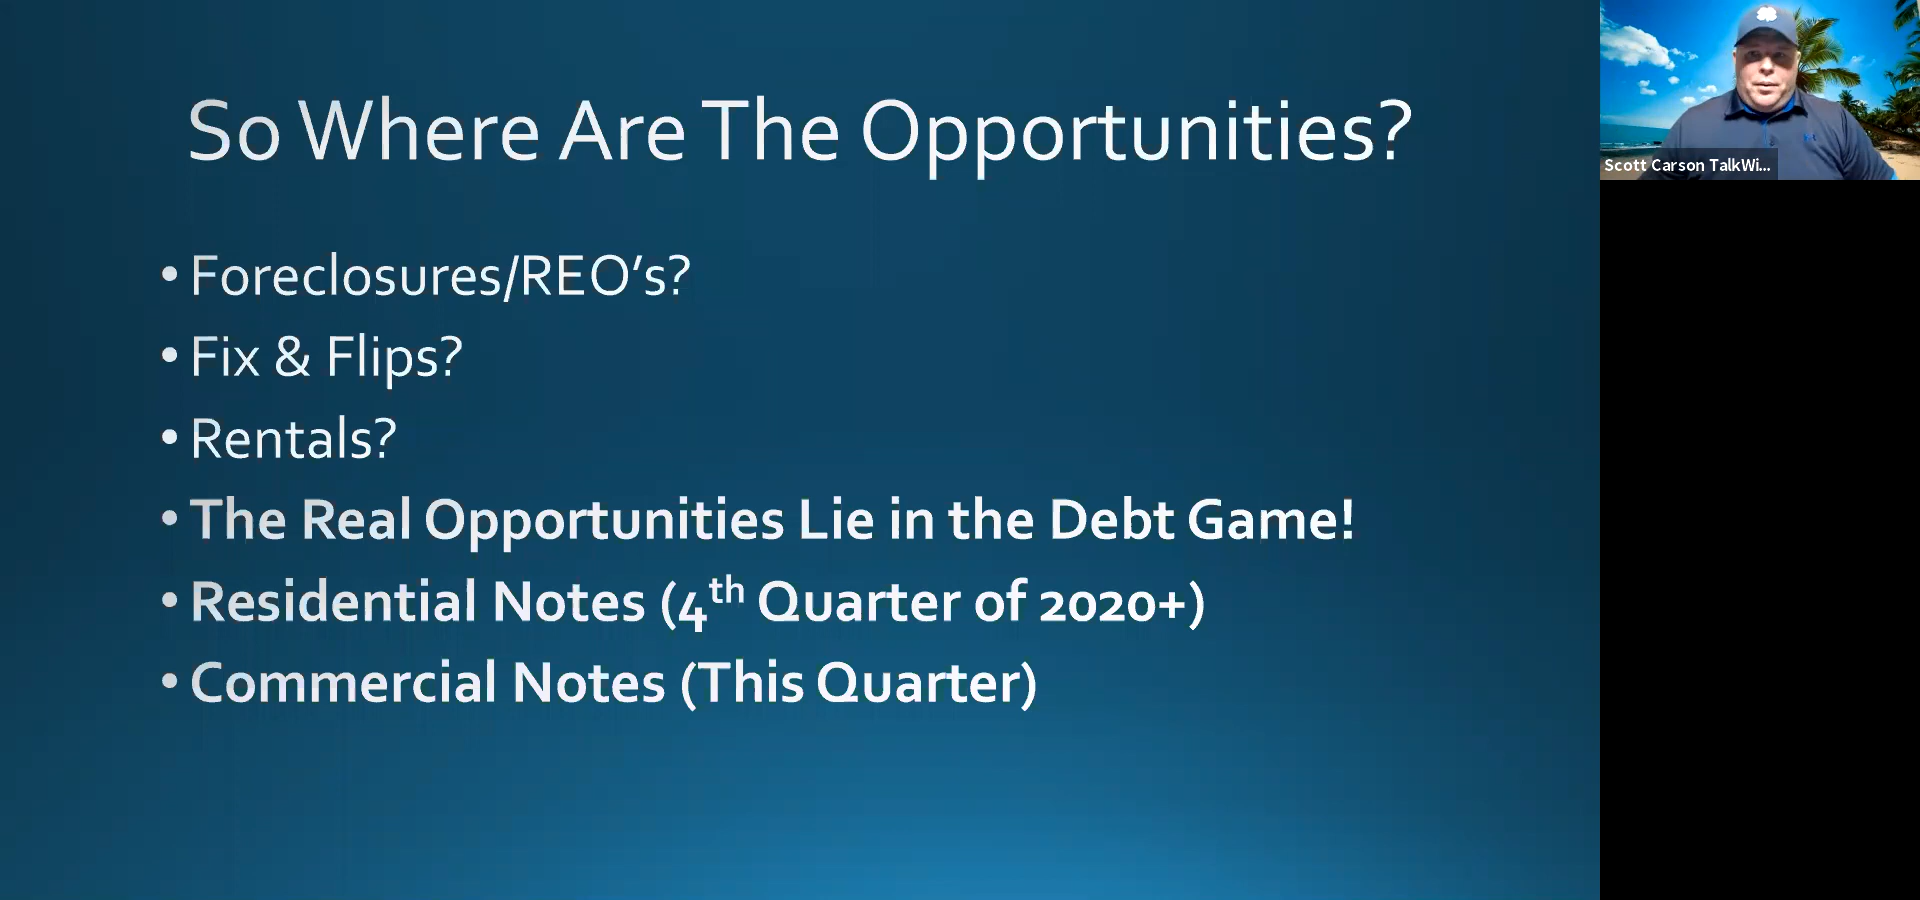 So Where Are The Opportunities?
• Foreclosures/REO’s?
• Fix & Flips?
• Rentals?
• The Real Opportunities Lie in the Debt Game!
• Residential Notes (4th Quarter of 2020+)
• Commercial Notes (This Quarter)
Scott Carson TalkWi...